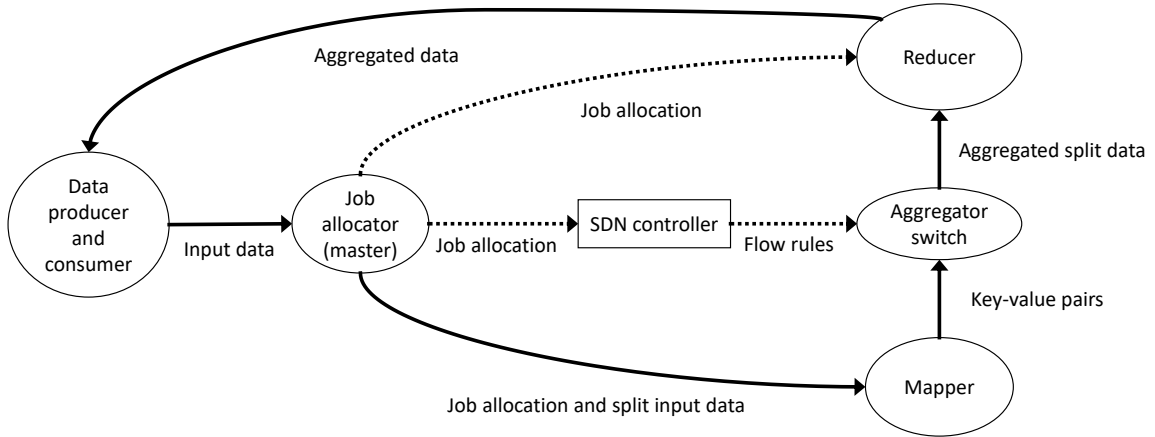 Aggregated data
Reducer
Job allocation
Aggregated split data
Data
producer
and
consumer
Input data
Job
allocator
(master)
Job allocation
SDN controller
Flow rules
Aggregator
switch
Key-value pairs
Mapper
Job allocation and split input data